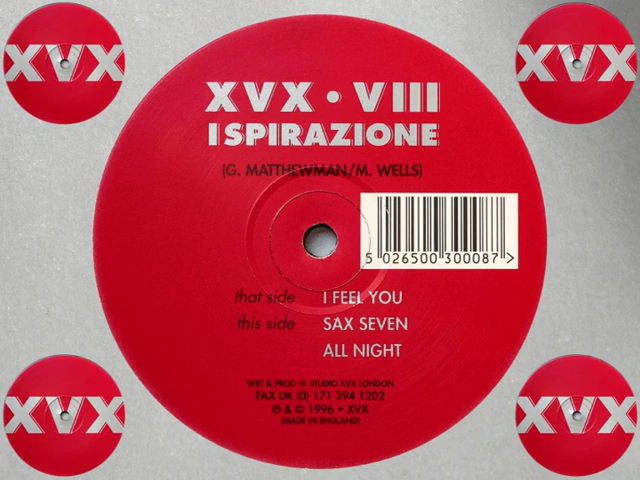 XVX
XVX
XVX • VIII
ISPIRAZIONE
(G. MATTHEWMAN/M. WELLS)
5 026500 300087 >
that side I FEEL YOU
this side SAX SEVEN
ALL NIGHT
WRT & PROD @ STUDIO XVX LONDON
FAX UK (0) 171 394 1202
℗ & © 1996 • XVX
(MADE IN ENGLAND)
XVX
XVX